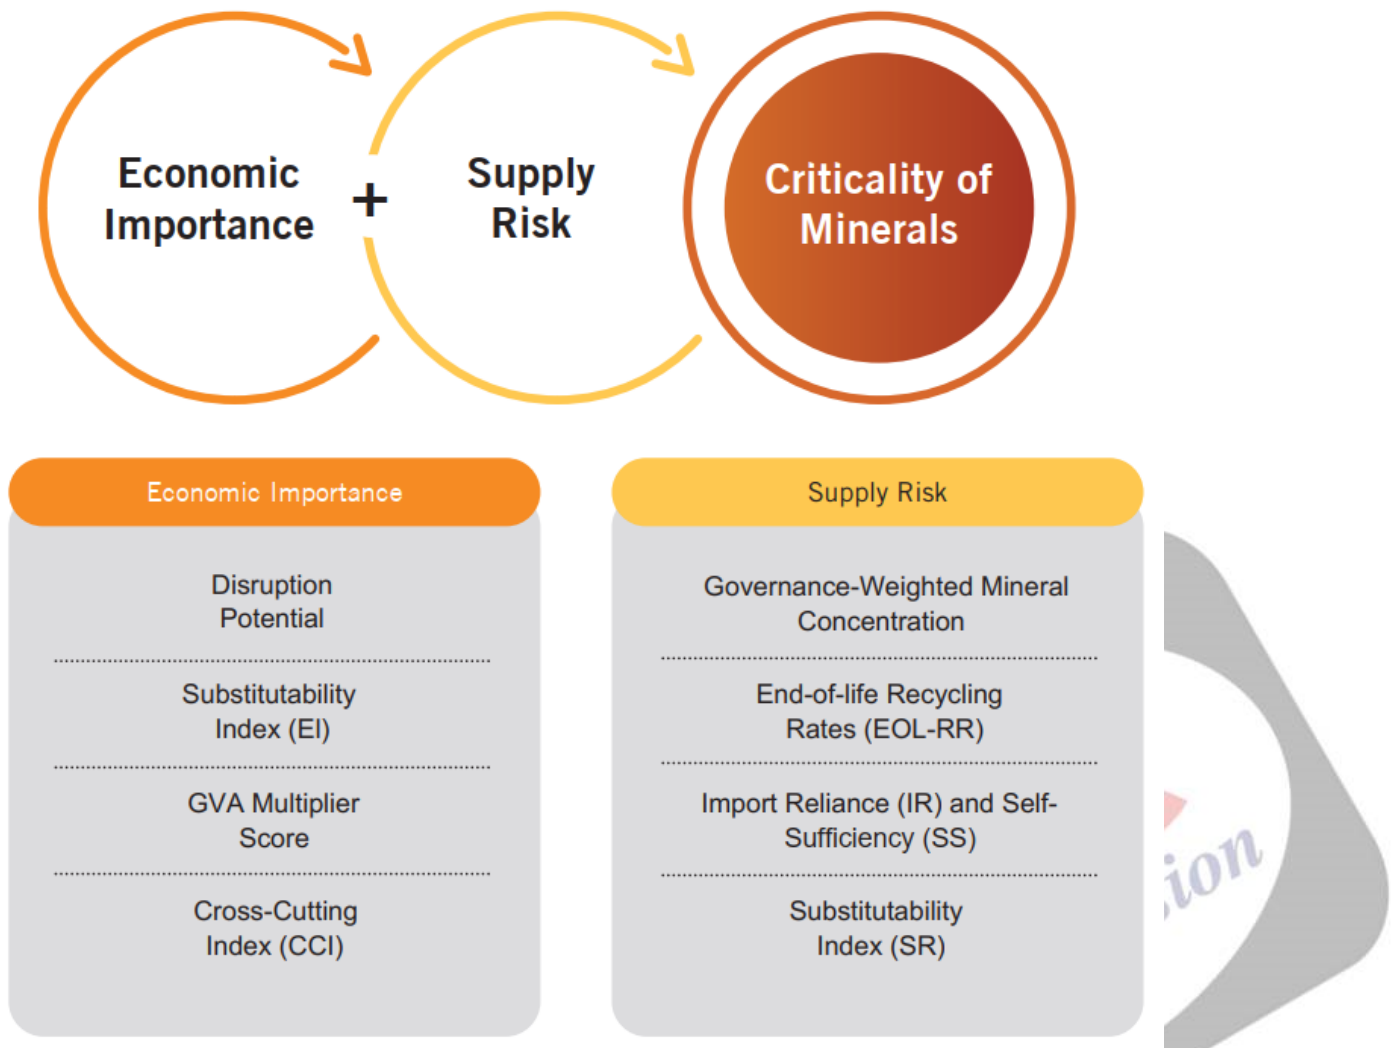 Economic
Importance
+
Supply
Risk
Criticality of
Minerals
Economic Importance
Disruption
Potential
Substitutability
Index (EI)
GVA Multiplier
Score
Cross-Cutting
Index (CCI)
Supply Risk
Governance-Weighted Mineral
Concentration
End-of-life Recycling
Rates (EOL-RR)
Import Reliance (IR) and Self-
Sufficiency (SS)
Substitutability
Index (SR)